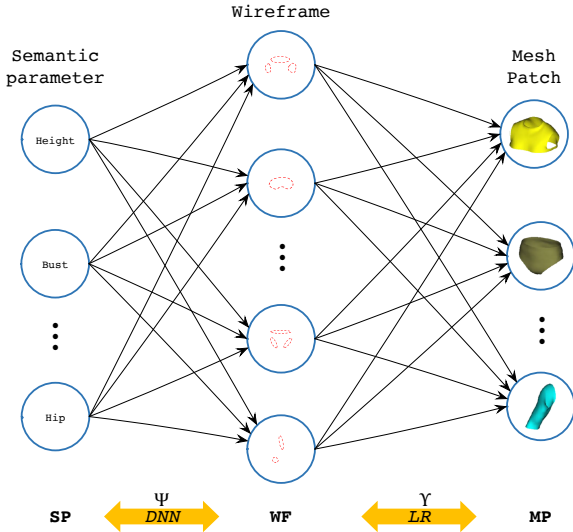 Wireframe
Semantic
parameter
Mesh
Patch
Height
Bust
Hip
Ψ
ϒ
SP
DNN
WF
LR
MP